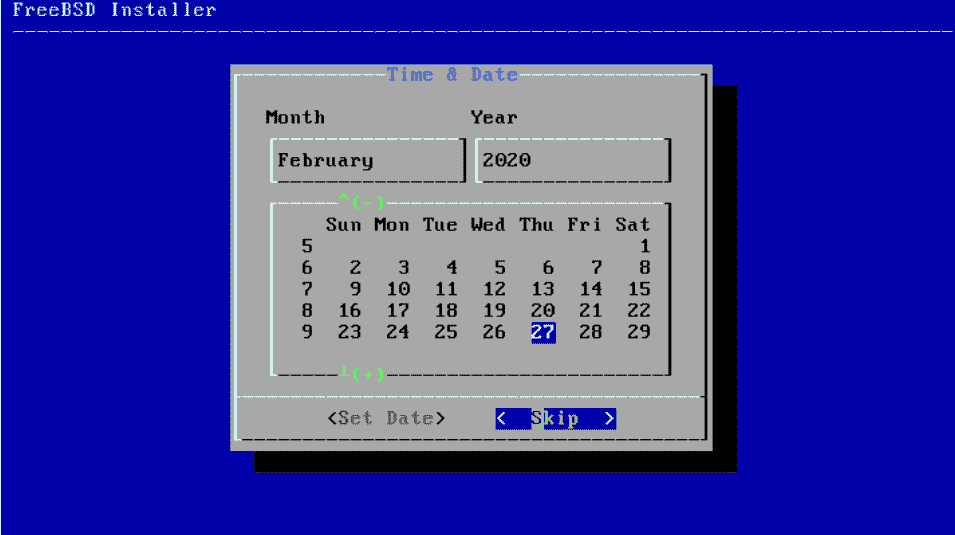 FreeBSD Installer
Time & Date
Month Year
February 2020
^(-)
Sun Mon Tue Wed Thu Fri Sat
5 1
6 2 3 4 5 6 7 8
7 9 10 11 12 13 14 15
8 16 17 18 19 20 21 22
9 23 24 25 26 27 28 29
┴(+)
<Set Date> < Skip >